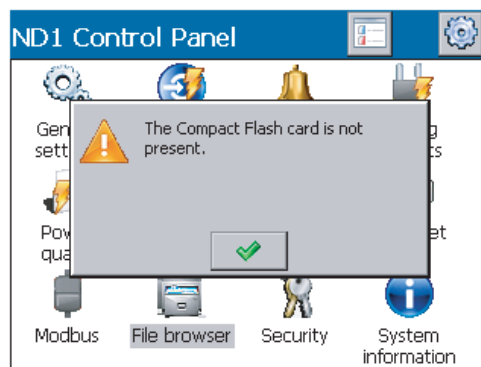 ND1 Control Panel
The Compact Flash card is not
present.
Modbus
File browser
Security
System
information